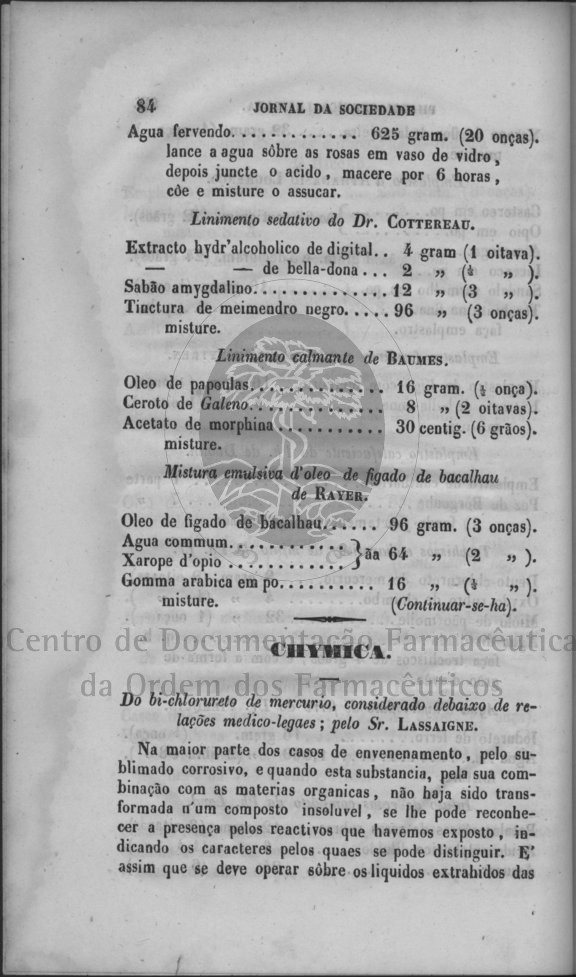 84 JORNAL DA SOCIEDADE
Agua fervendo............. 625 gram. (20 onças).
lance a agua sôbre as rosas em vaso de vidro,
depois juncte o acido, macere por 6 horas,
côe e misture o assucar.
Linimento sedativo do Dr. COTTEREAU.
Extracto hydr'alcoholico de digital.. 4 gram (1 oitava).
— — de bella-dona... 2 „ (½ „ ).
Sabão amygdalino.............. 12 „ (3 „ ).
Tinctura de meimendro negro..... 96 „ (3 onças).
misture.
Linimento calmante de BAUMES.
Oleo de papoulas.............. 16 gram. (½ onça).
Ceroto de Galeno.............. 8 „ (2 oitavas).
Acetato de morphina........... 30 centig. (6 grãos).
misture.
Mistura emulsiva d'oleo de figado de bacalhau
de RAYER.
Oleo de figado de bacalhau...... 96 gram. (3 onças).
Agua commum............
Xarope d'opio ........... } ãa 64 „ (2 „ ).
Gomma arabica em po.......... 16 „ (½ „ ).
misture. (Continuar-se-ha).
Centro de Documentação Farmacêutica
CHYMICA.
da Ordem dos Farmacêuticos
Do bi-chlorureto de mercurio, considerado debaixo de re-
lações medico-legaes; pelo Sr. LASSAIGNE.
Na maior parte dos casos de envenenamento, pelo su-
blimado corrosivo, e quando esta substancia, pela sua com-
binação com as materias organicas, não haja sido trans-
formada n'um composto insoluvel, se lhe pode reconhe-
cer a presença pelos reactivos que havemos exposto, in-
dicando os caracteres pelos quaes se pode distinguir. E'
assim que se deve operar sôbre os liquidos extrahidos das